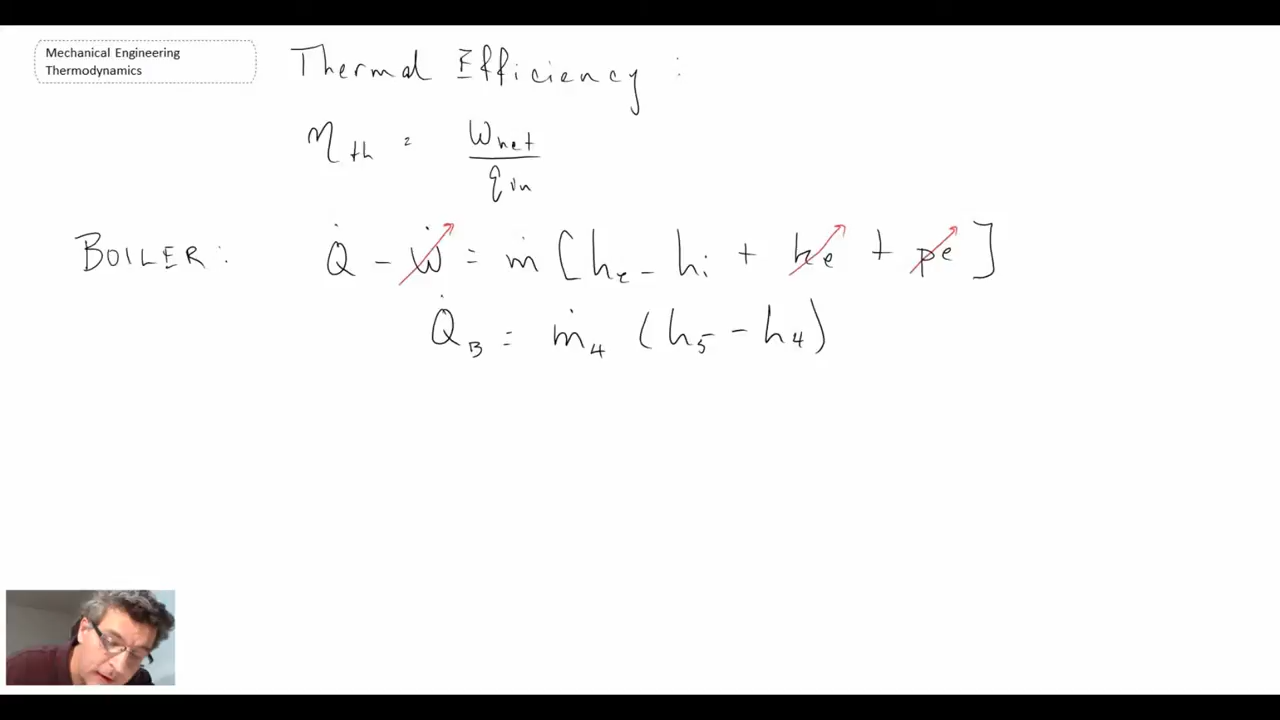 Mechanical Engineering
Thermodynamics
Thermal Efficiency :
η_th = w_net / q_in
BOILER: Q̇ - Ẇ = ṁ [ h_e - h_i + ke + pe ]
Q̇_B = ṁ_4 (h_5 - h_4)